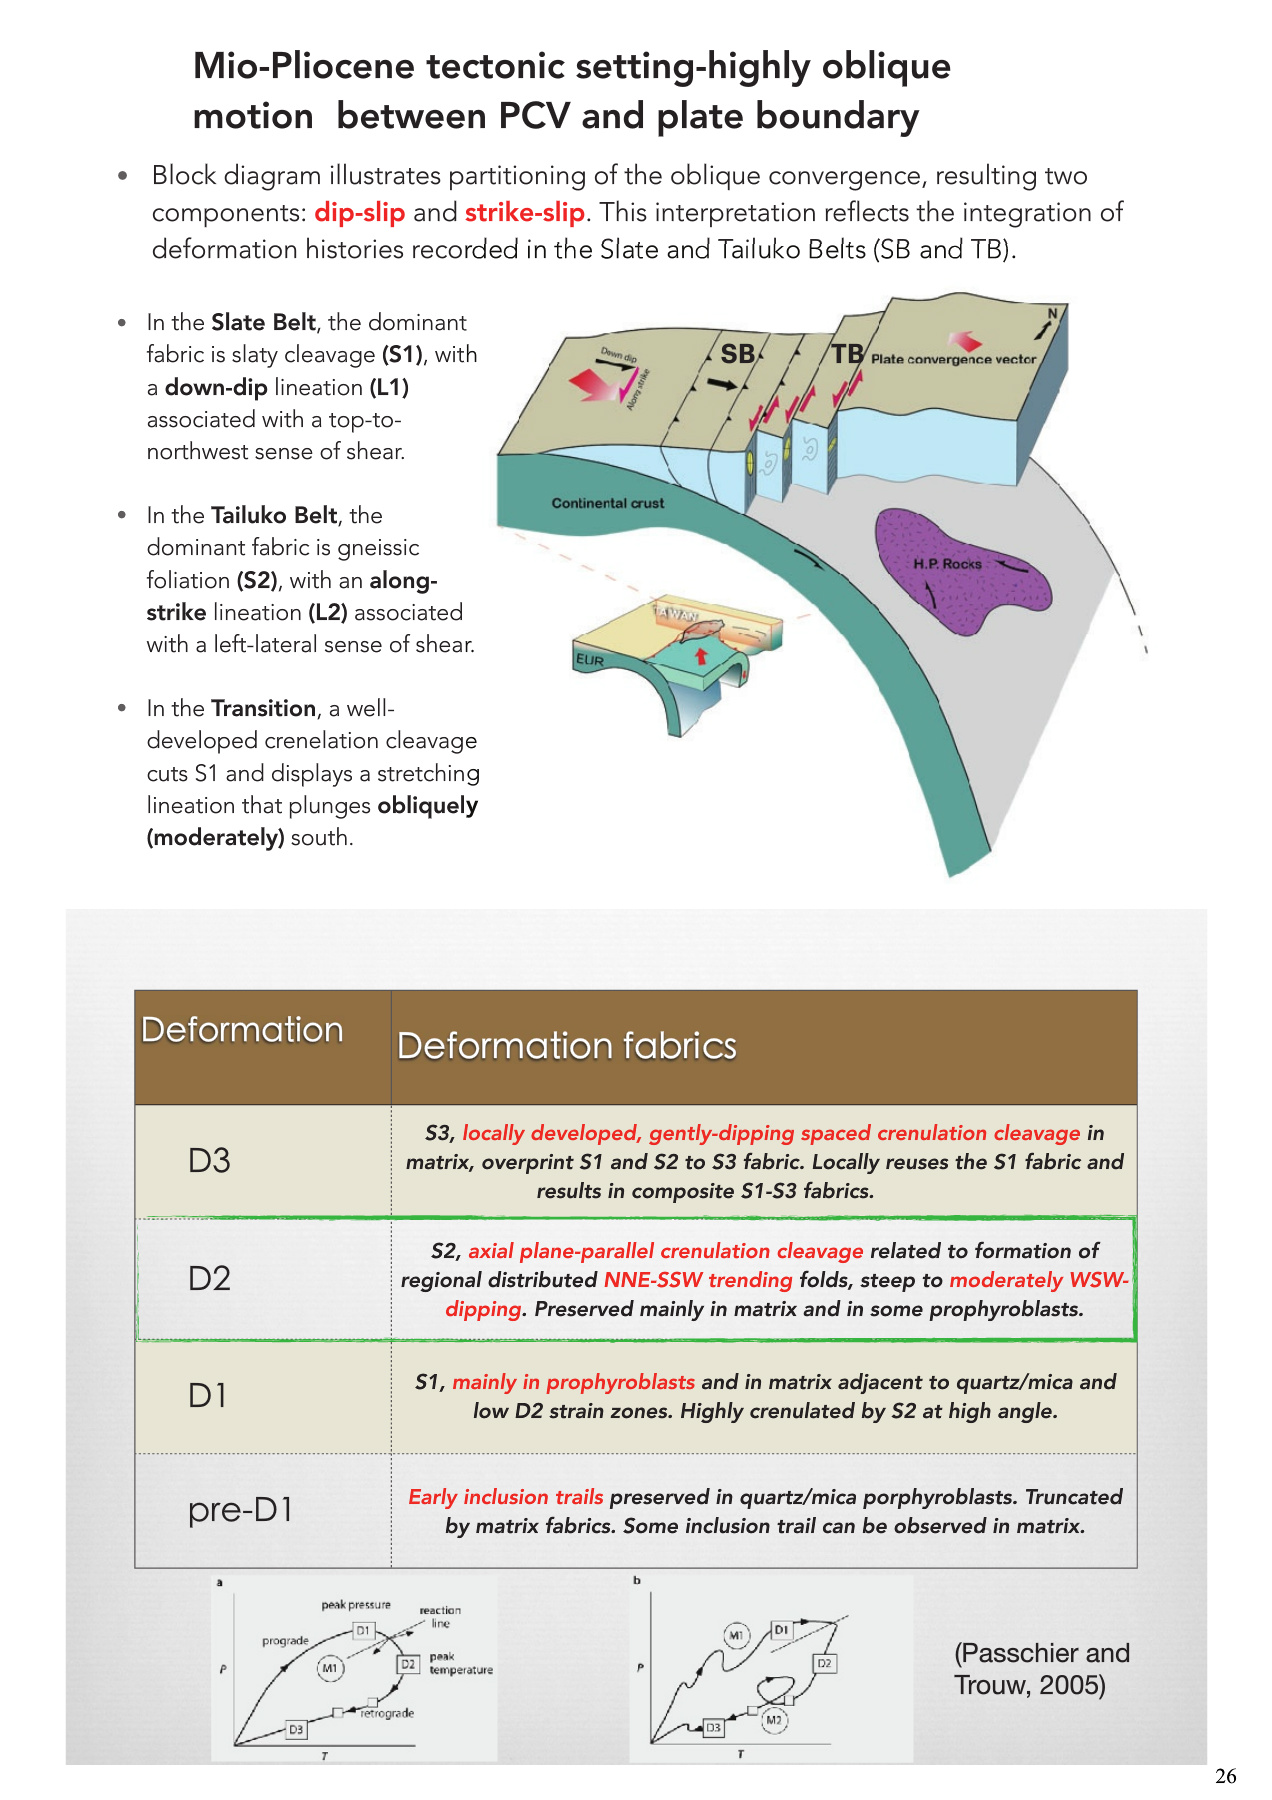 Mio-Pliocene tectonic setting-highly oblique
motion  between PCV and plate boundary
• Block diagram illustrates partitioning of the oblique convergence, resulting two
components: dip-slip and strike-slip. This interpretation reflects the integration of
deformation histories recorded in the Slate and Tailuko Belts (SB and TB).
• In the Slate Belt, the dominant
fabric is slaty cleavage (S1), with
a down-dip lineation (L1)
associated with a top-to-
northwest sense of shear.
• In the Tailuko Belt, the
dominant fabric is gneissic
foliation (S2), with an along-
strike lineation (L2) associated
with a left-lateral sense of shear.
• In the Transition, a well-
developed crenelation cleavage
cuts S1 and displays a stretching
lineation that plunges obliquely
(moderately) south.
N
Down dip
Along strike
SB
TB
Plate convergence vector
Continental crust
H.P. Rocks
TAIWAN
EUR
Deformation
Deformation fabrics
D3
S3, locally developed, gently-dipping spaced crenulation cleavage in
matrix, overprint S1 and S2 to S3 fabric. Locally reuses the S1 fabric and
results in composite S1-S3 fabrics.
D2
S2, axial plane-parallel crenulation cleavage related to formation of
regional distributed NNE-SSW trending folds, steep to moderately WSW-
dipping. Preserved mainly in matrix and in some prophyroblasts.
D1
S1, mainly in prophyroblasts and in matrix adjacent to quartz/mica and
low D2 strain zones. Highly crenulated by S2 at high angle.
pre-D1
Early inclusion trails preserved in quartz/mica porphyroblasts. Truncated
by matrix fabrics. Some inclusion trail can be observed in matrix.
a
peak pressure
reaction
line
prograde
D1
M1
D2
peak
temperature
P
retrograde
D3
T
b
M1
D1
D2
P
M2
D3
T
(Passchier and
Trouw, 2005)
26